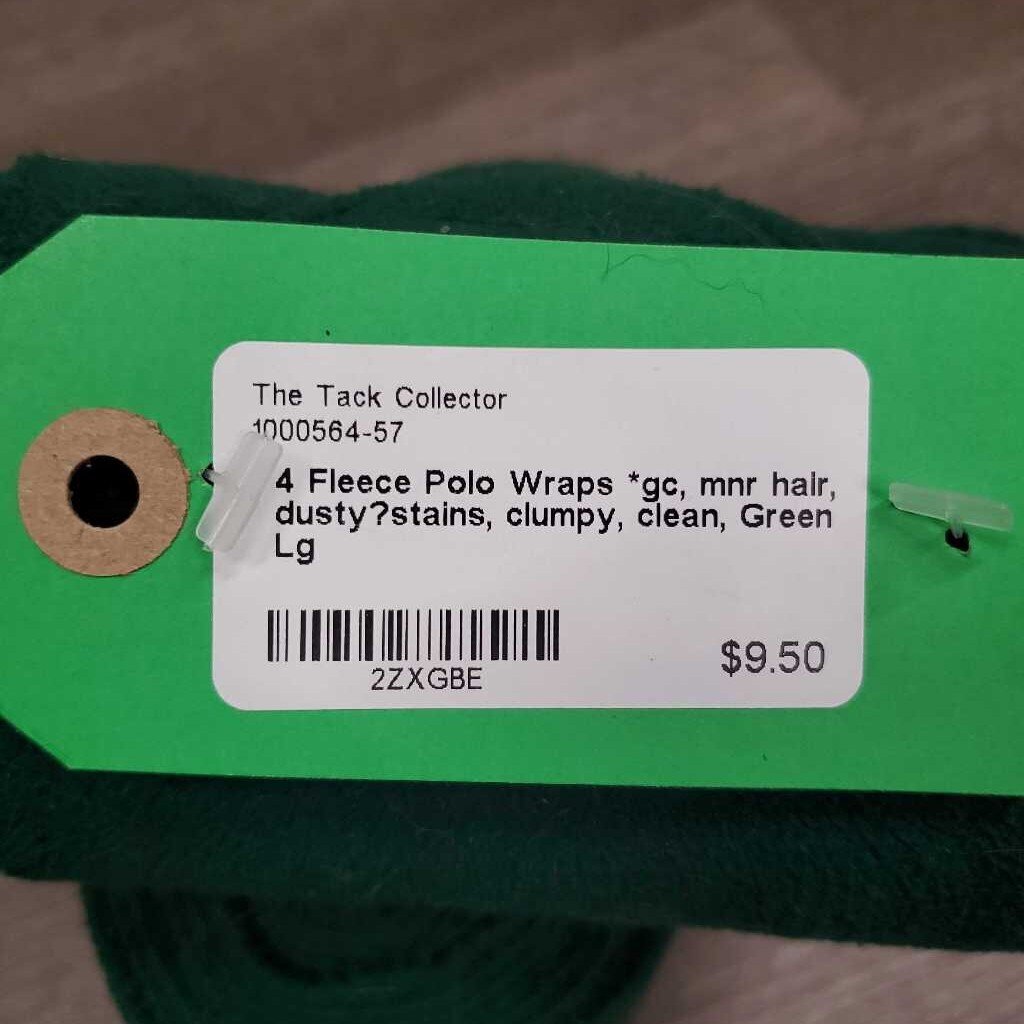 The Tack Collector
1000564-57
4 Fleece Polo Wraps *gc, mnr hair,
dusty?stains, clumpy, clean, Green
Lg
2ZXGBE
$9.50